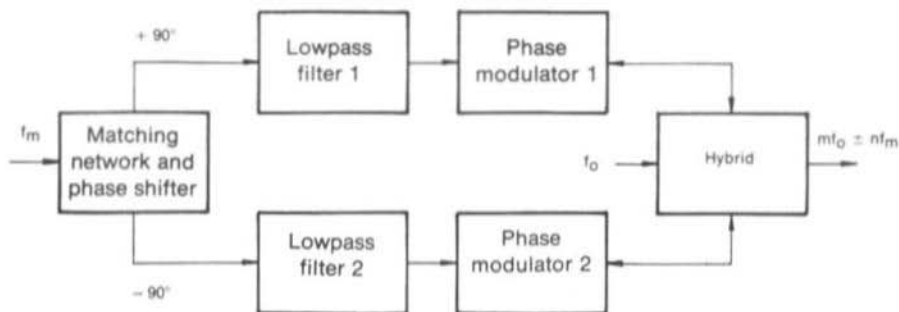 + 90°
Lowpass
filter 1
Phase
modulator 1
fm
Matching
network and
phase shifter
fo
Hybrid
mfo ± nfm
Lowpass
filter 2
Phase
modulator 2
− 90°